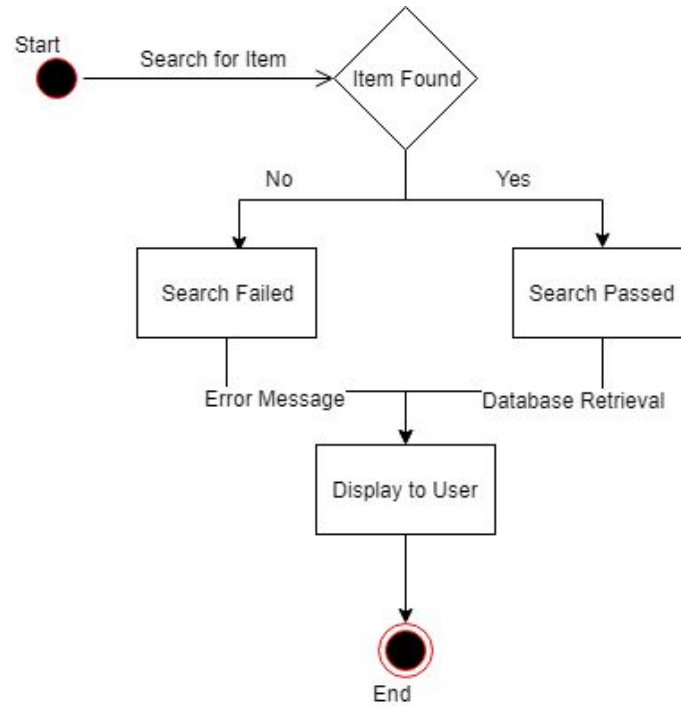 Start
Search for Item
Item Found
No
Yes
Search Failed
Search Passed
Error Message
Database Retrieval
Display to User
End